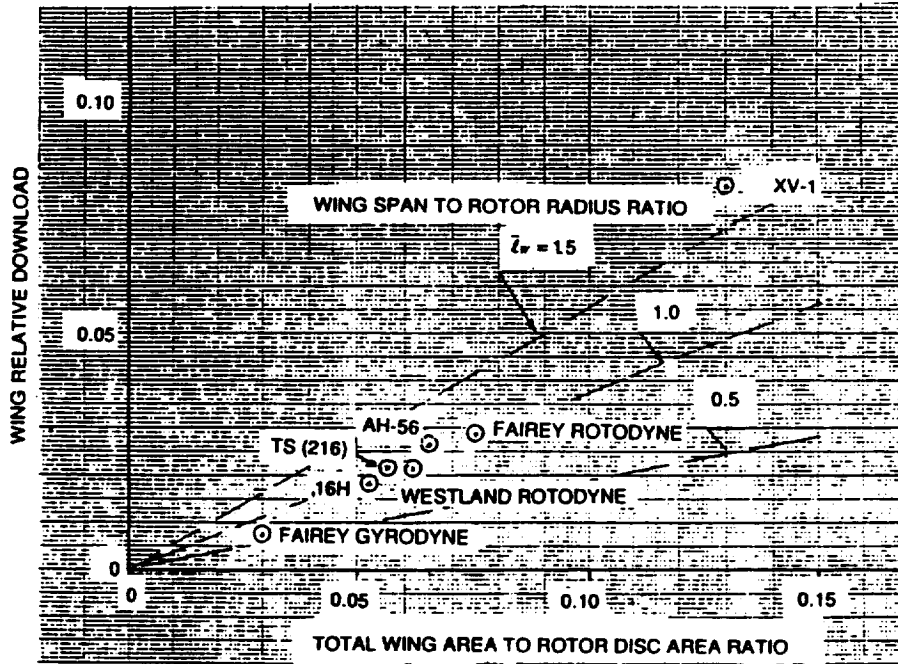 WING RELATIVE DOWNLOAD
0.10
XV-1
WING SPAN TO ROTOR RADIUS RATIO
l̄w = 1.5
1.0
0.05
0.5
AH-56
FAIREY ROTODYNE
TS (216)
16H
WESTLAND ROTODYNE
FAIREY GYRODYNE
0
0
0.05
0.10
0.15
TOTAL WING AREA TO ROTOR DISC AREA RATIO